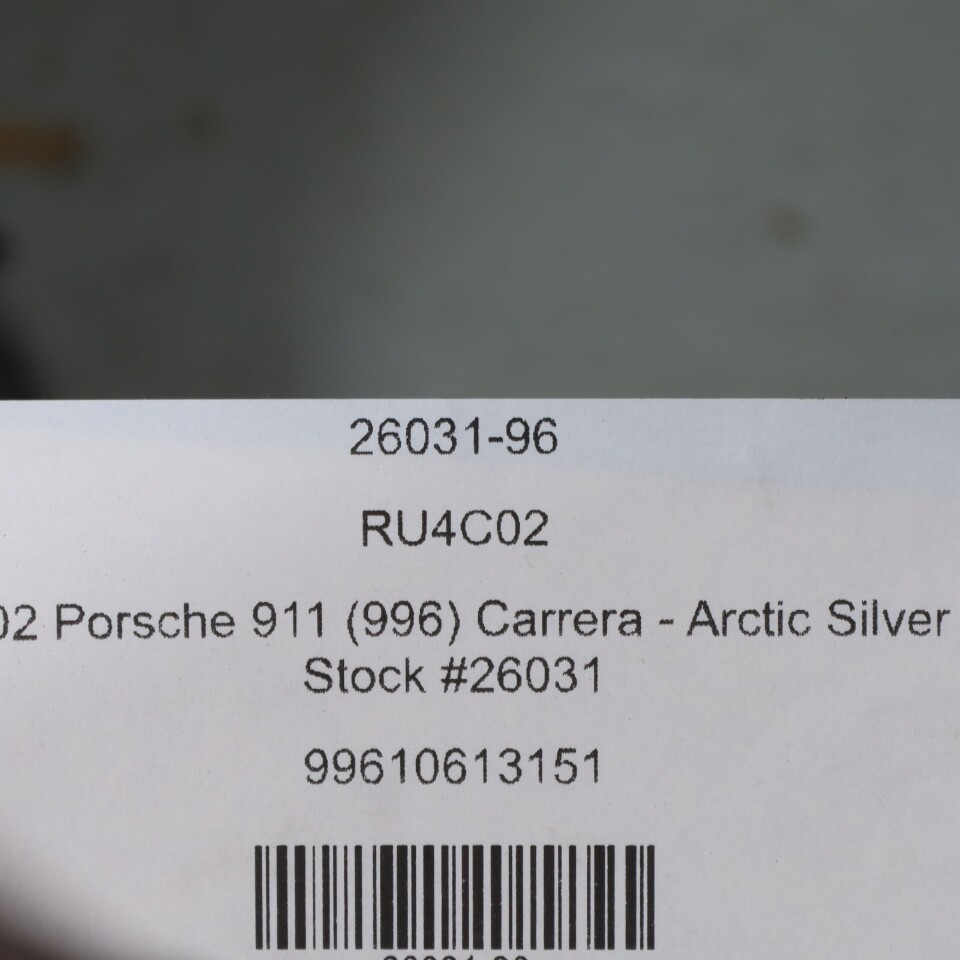 26031-96
RU4C02
02 Porsche 911 (996) Carrera - Arctic Silver
Stock #26031
99610613151